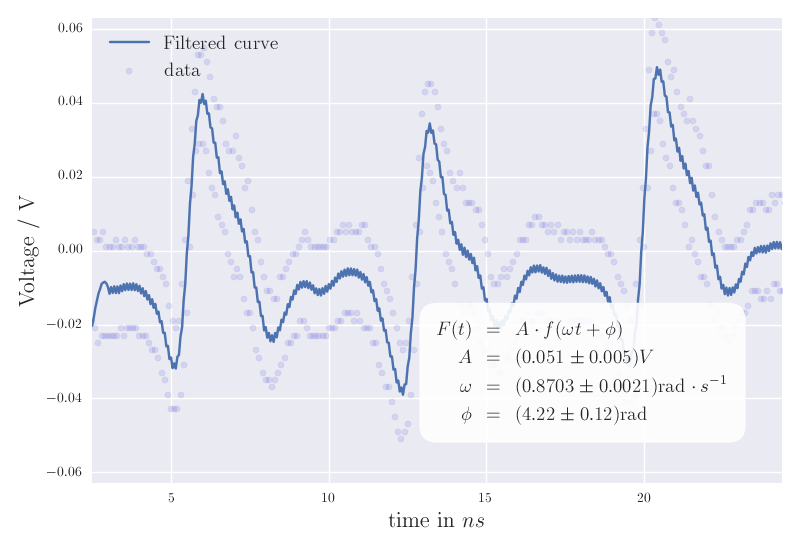 0.06
0.04
0.02
0.00
−0.02
−0.04
−0.06
Voltage / V
Filtered curve
data
F(t) = A · f(ωt + ϕ)
A = (0.051 ± 0.005)V
ω = (0.8703 ± 0.0021)rad · s⁻¹
ϕ = (4.22 ± 0.12)rad
5 10 15 20
time in ns